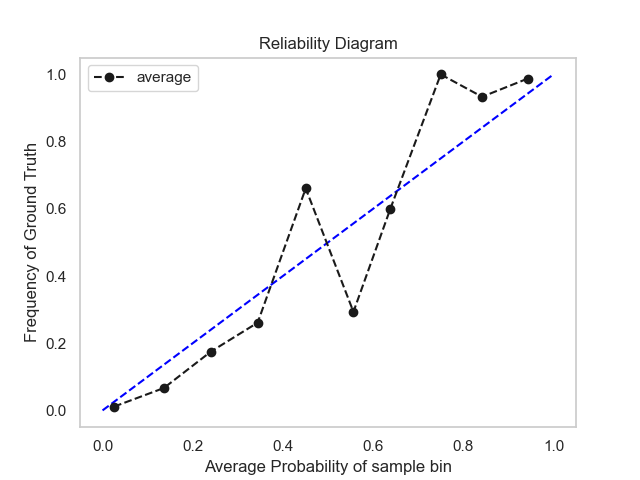 Reliability Diagram
average
Frequency of Ground Truth
1.0
0.8
0.6
0.4
0.2
0.0
0.0 0.2 0.4 0.6 0.8 1.0
Average Probability of sample bin